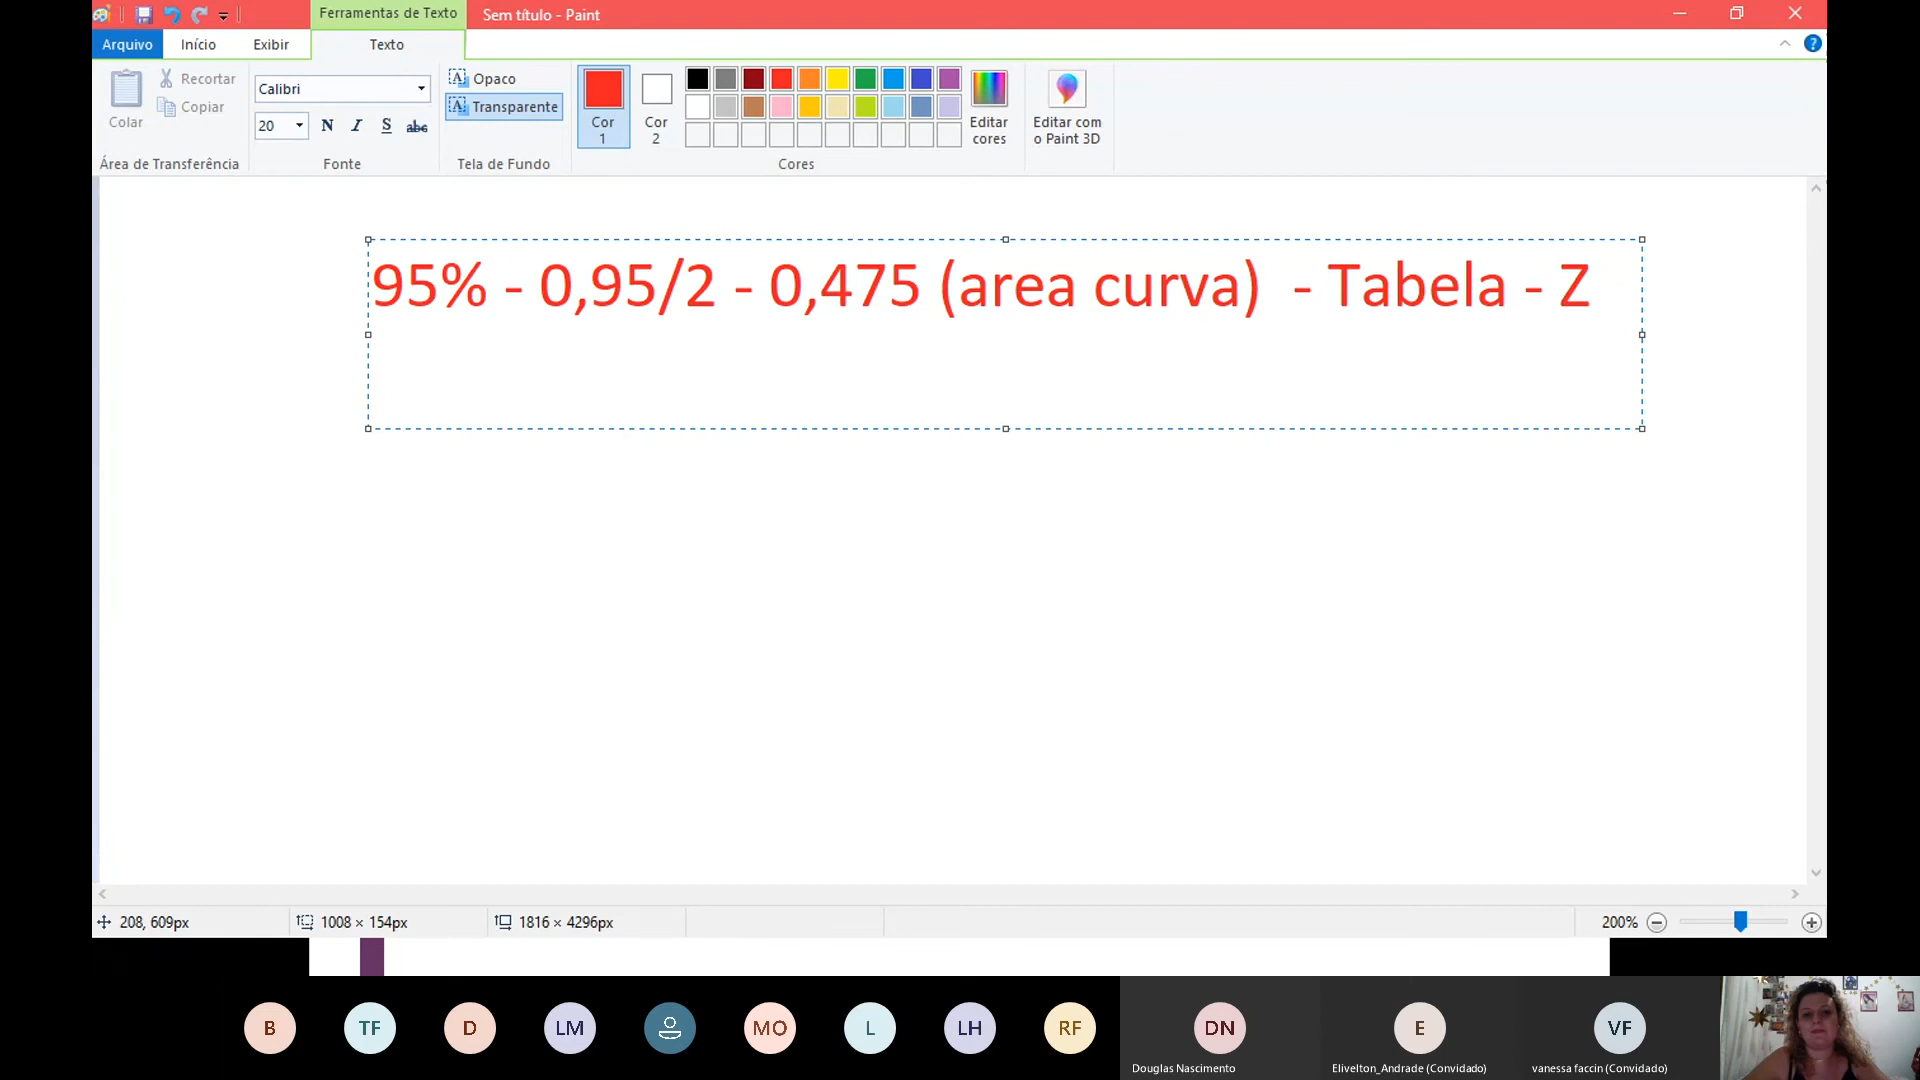 Ferramentas de Texto
Sem título - Paint
Arquivo
Início
Exibir
Texto
Colar
Recortar
Copiar
Área de Transferência
Calibri
20
N I S abc
Fonte
Opaco
Transparente
Tela de Fundo
Cor
1
Cor
2
Editar
cores
Cores
Editar com
o Paint 3D
95% - 0,95/2 - 0,475 (area curva)  - Tabela - Z
208, 609px
1008 × 154px
1816 × 4296px
200%
B
TF
D
LM
MO
L
LH
RF
DN
Douglas Nascimento
E
Elivelton_Andrade (Convidado)
VF
vanessa faccin (Convidado)